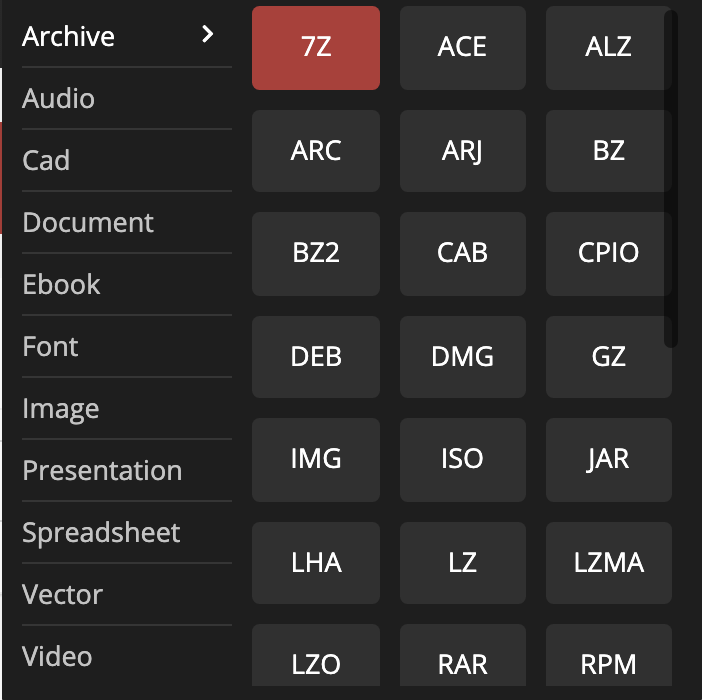 Archive
Audio
Cad
Document
Ebook
Font
Image
Presentation
Spreadsheet
Vector
Video
7Z ACE ALZ
ARC ARJ BZ
BZ2 CAB CPIO
DEB DMG GZ
IMG ISO JAR
LHA LZ LZMA
LZO RAR RPM